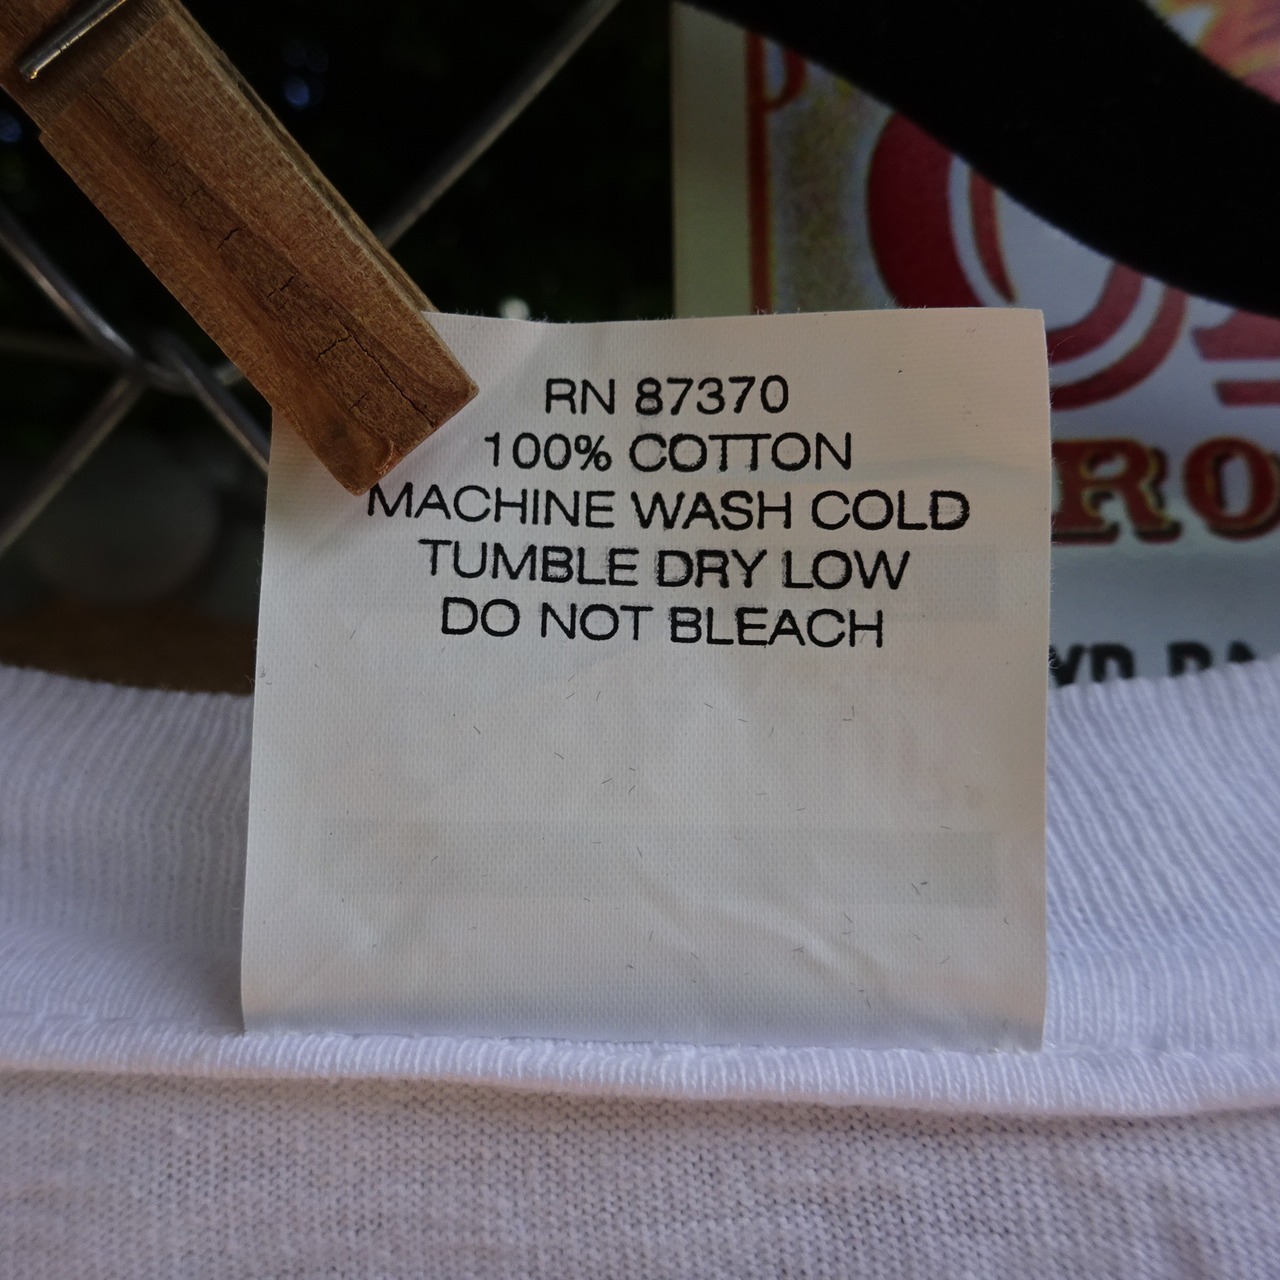 RN 87370
100% COTTON
MACHINE WASH COLD
TUMBLE DRY LOW
DO NOT BLEACH